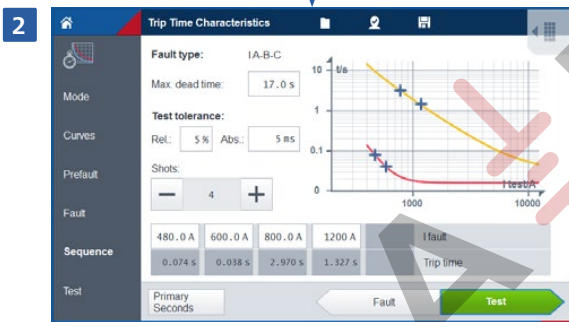 2
Trip Time Characteristics
Mode
Curves
Prefault
Fault
Sequence
Test
Fault type: IA-B-C
Max. dead time: 17.0 s
Test tolerance:
Rel.: 5 % Abs.: 5 ms
Shots:
4
t/s
10
1
0.1
0
1000
10000
I test/A
480.0 A 600.0 A 800.0 A 1200 A I fault
0.074 s 0.038 s 2.970 s 1.327 s Trip time
Primary
Seconds
Fault
Test